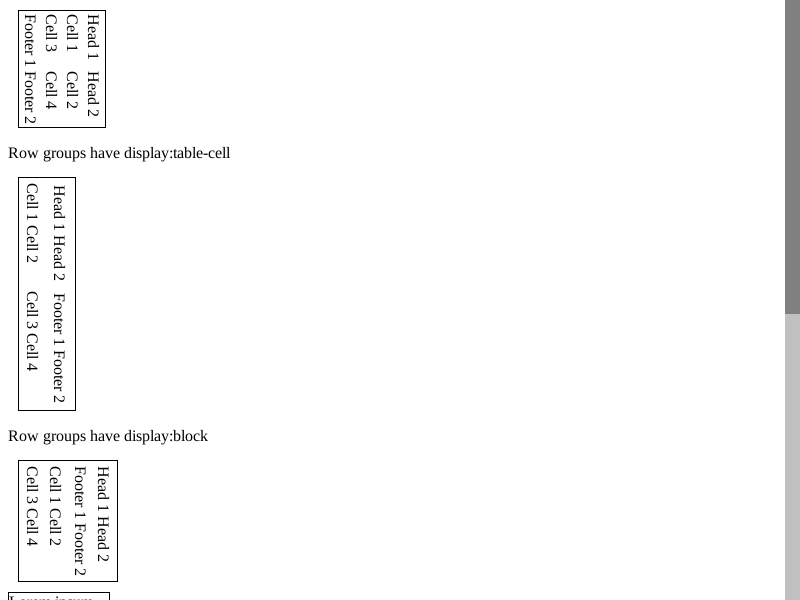 Head 1 Head 2
Cell 1 Cell 2
Cell 3 Cell 4
Footer 1 Footer 2
Row groups have display:table-cell
Head 1 Head 2 Footer 1 Footer 2
Cell 1 Cell 2 Cell 3 Cell 4
Row groups have display:block
Head 1 Head 2
Footer 1 Footer 2
Cell 1 Cell 2
Cell 3 Cell 4
Lorem ipsum